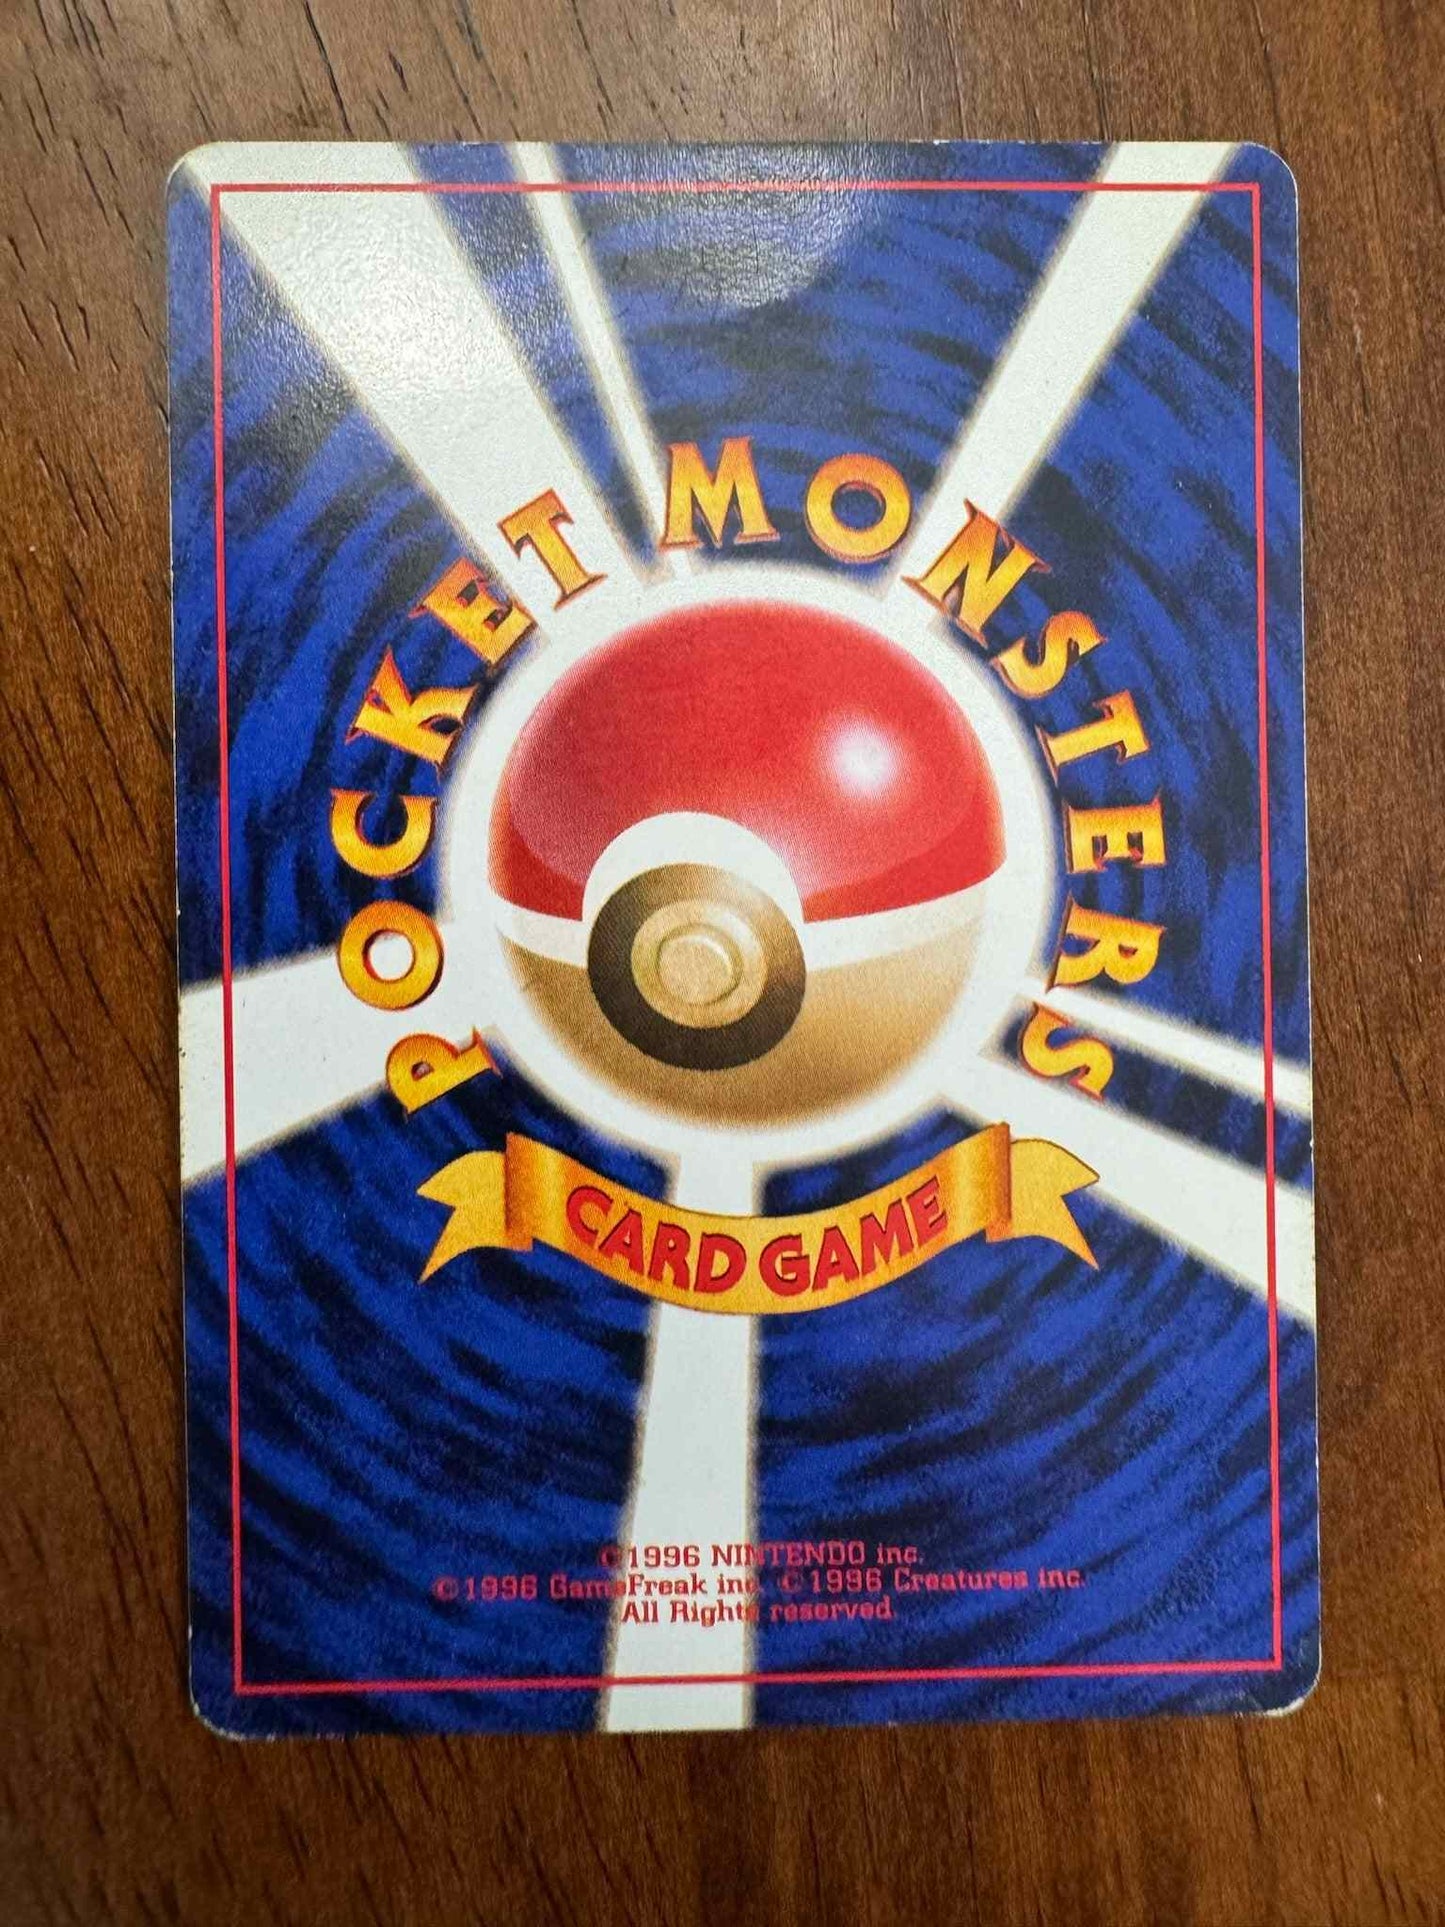 POCKET MONSTERS
CARD GAME
©1996 NINTENDO inc.
©1996 GameFreak inc. ©1996 Creatures inc.
All Rights reserved.